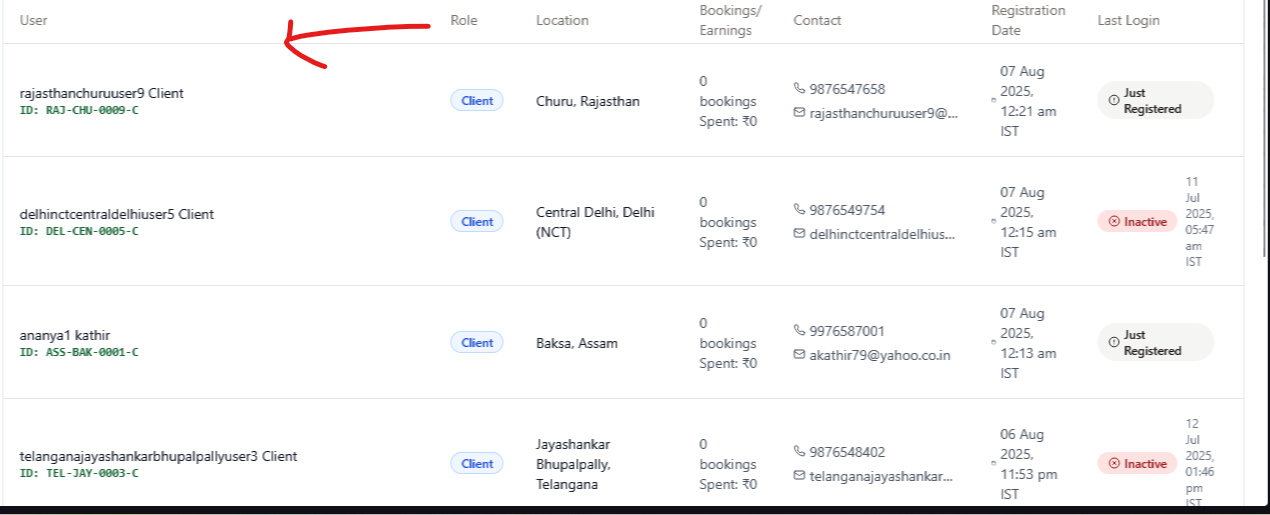 User
Role
Location
Bookings/
Earnings
Contact
Registration
Date
Last Login
rajasthanchuruuser9 Client
ID: RAJ-CHU-0009-C
Client
Churu, Rajasthan
0
bookings
Spent: ₹0
9876547658
rajasthanchuruuser9@...
07 Aug
2025,
12:21 am
IST
Just
Registered
delhinctcentraldelhiuser5 Client
ID: DEL-CEN-0005-C
Client
Central Delhi, Delhi
(NCT)
0
bookings
Spent: ₹0
9876549754
delhinctcentraldelhius...
07 Aug
2025,
12:15 am
IST
Inactive
11
Jul
2025,
05:47
am
IST
ananya1 kathir
ID: ASS-BAK-0001-C
Client
Baksa, Assam
0
bookings
Spent: ₹0
9976587001
akathir79@yahoo.co.in
07 Aug
2025,
12:13 am
IST
Just
Registered
telanganajayashankarbhupalpallyuser3 Client
ID: TEL-JAY-0003-C
Client
Jayashankar
Bhupalpally,
Telangana
0
bookings
Spent: ₹0
9876548402
telanganajayashankar...
06 Aug
2025,
11:53 pm
IST
Inactive
12
Jul
2025,
01:46
pm
IST